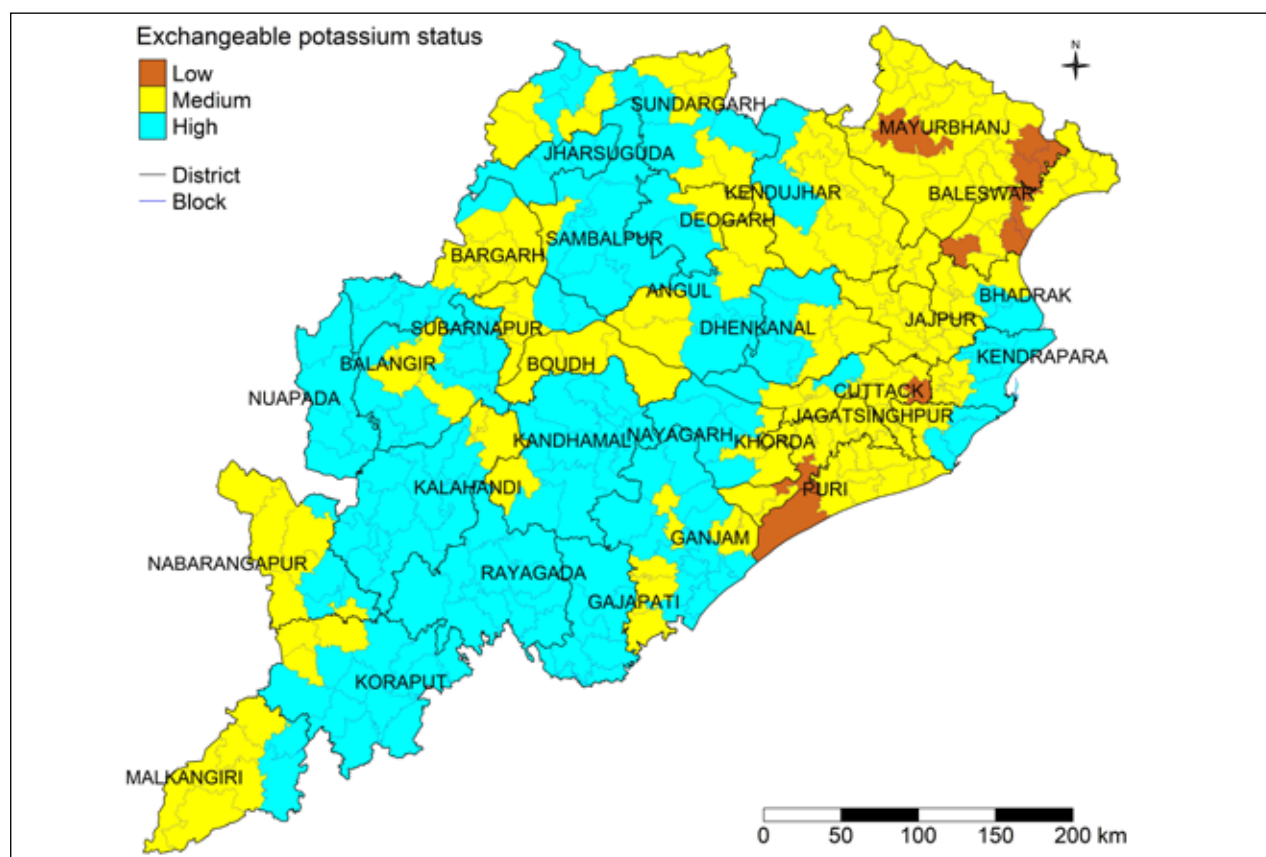 Exchangeable potassium status
Low
Medium
High
District
Block
N
SUNDARGARH
MAYURBHANJ
JHARSUGUDA
KENDUJHAR
BALESWAR
DEOGARH
SAMBALPUR
BARGARH
ANGUL
BHADRAK
SUBARNAPUR
DHENKANAL
JAJPUR
BALANGIR
BOUDH
KENDRAPARA
NUAPADA
CUTTACK
JAGATSINGHPUR
KANDHAMAL
NAYAGARH
KHORDA
KALAHANDI
PURI
GANJAM
NABARANGAPUR
RAYAGADA
GAJAPATI
KORAPUT
MALKANGIRI
0 50 100 150 200 km